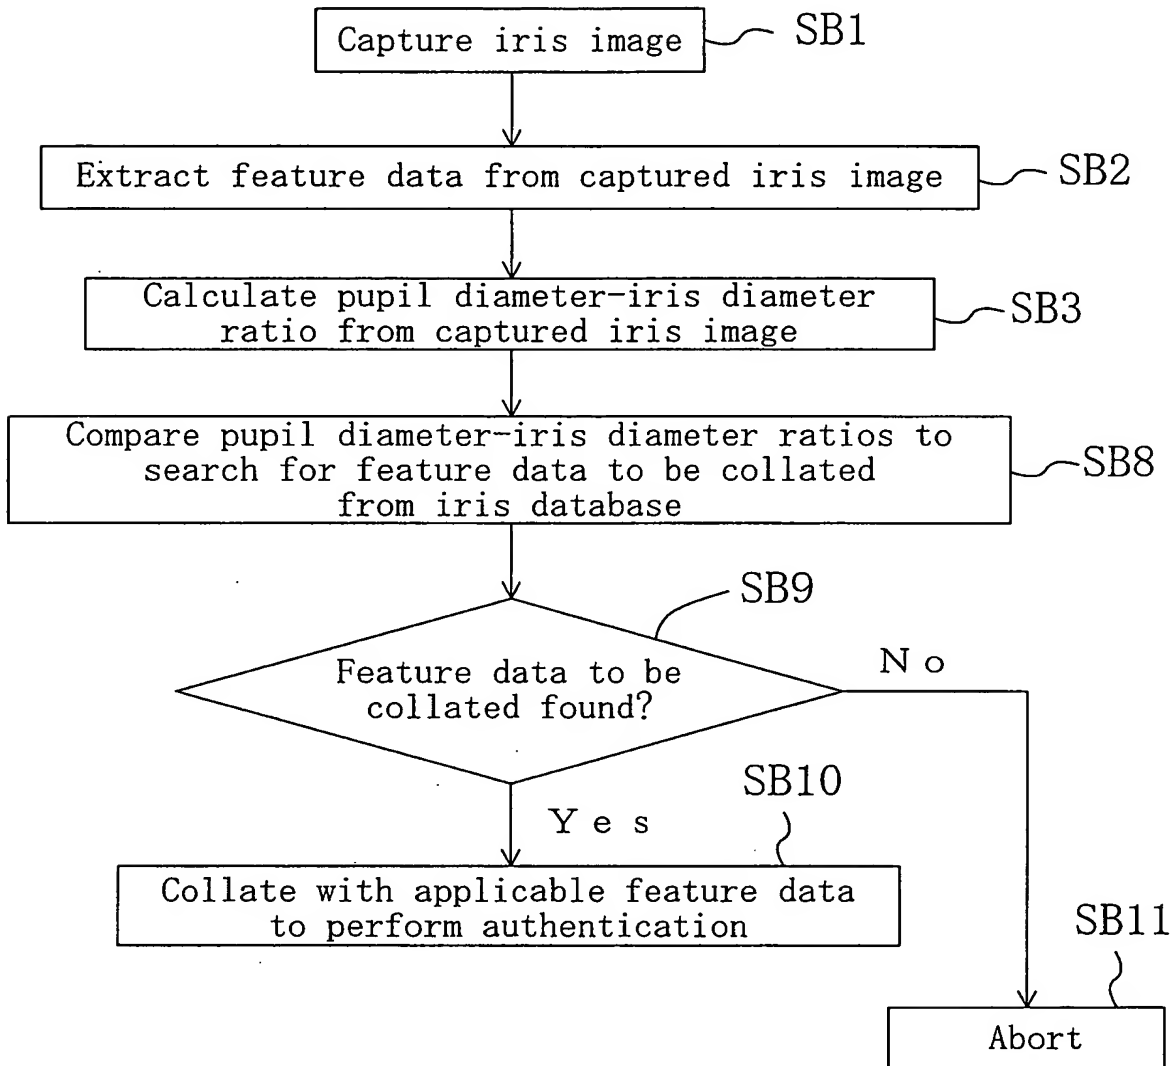 Capture iris image
SB1
Extract feature data from captured iris image
SB2
Calculate pupil diameter-iris diameter
ratio from captured iris image
SB3
Compare pupil diameter-iris diameter ratios to
search for feature data to be collated
from iris database
SB8
SB9
Feature data to be
collated found?
No
Yes
SB10
Collate with applicable feature data
to perform authentication
SB11
Abort